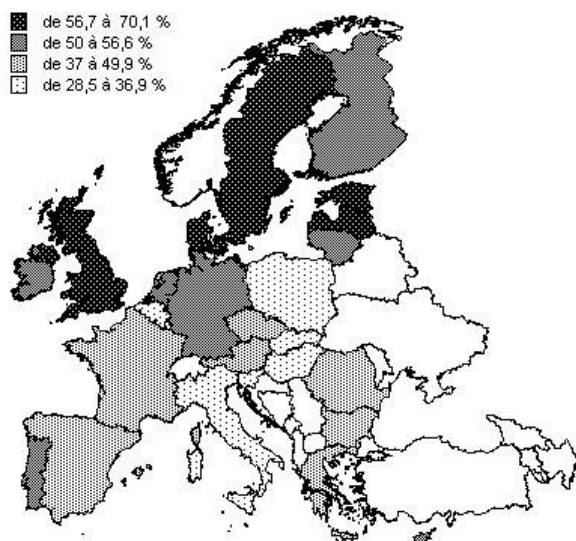 de 56,7 à 70,1 %
de 50 à 56,6 %
de 37 à 49,9 %
de 28,5 à 36,9 %